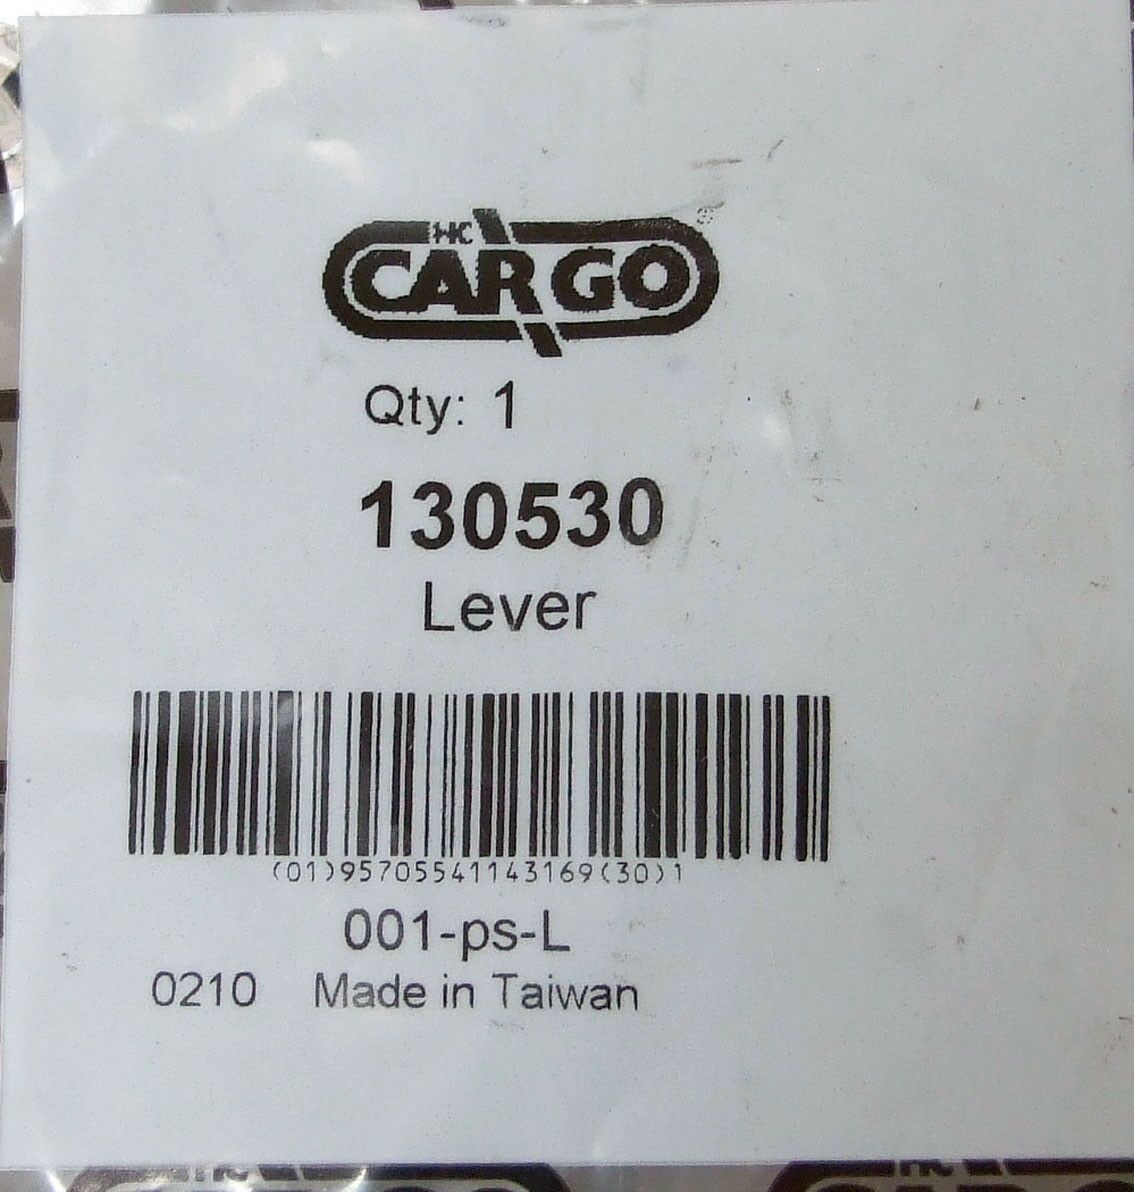 HC
CARGO
Qty: 1
130530
Lever
(01)95705541143169(30)1
001-ps-L
0210 Made in Taiwan